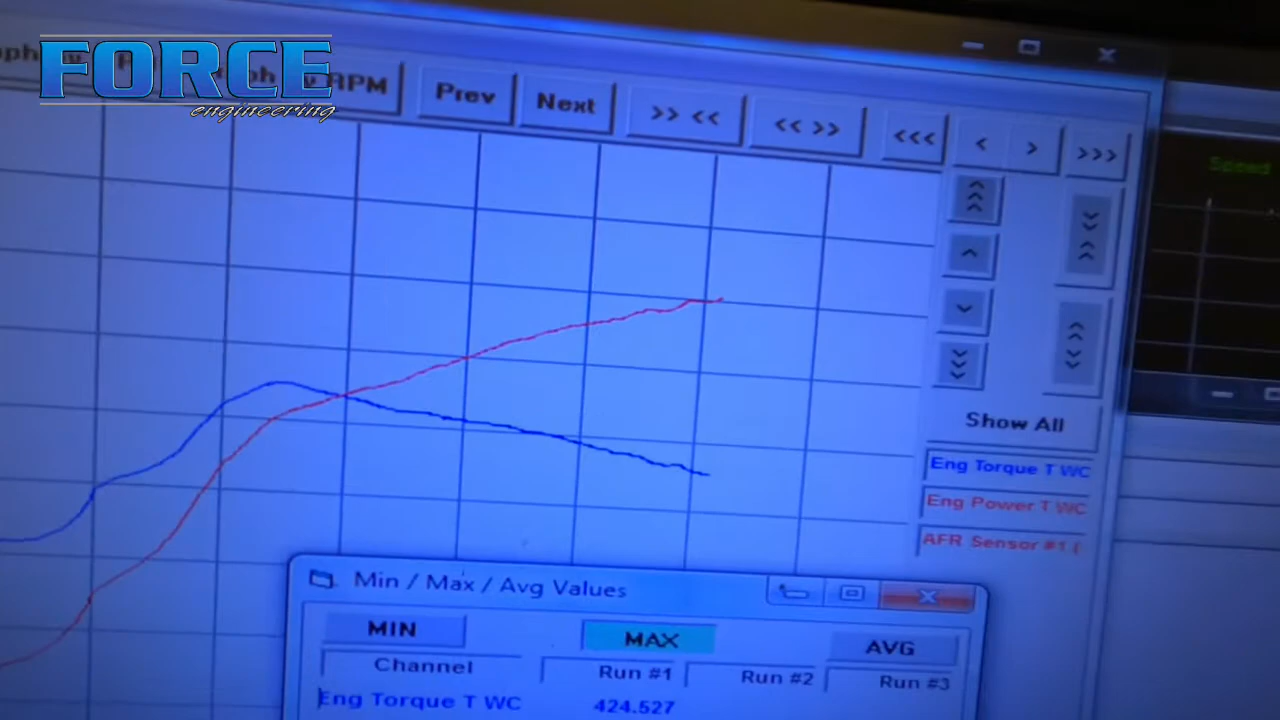 FORCE
engineering
RPM
Prev
Next
>> <<
<< >>
<<<
<
>
>>>
Speed
Show All
Eng Torque T WC
Eng Power T WC
AFR Sensor #1 (
Min / Max / Avg Values
MIN
MAX
AVG
Channel
Run #1
Run #2
Run #3
Eng Torque T WC
424.527